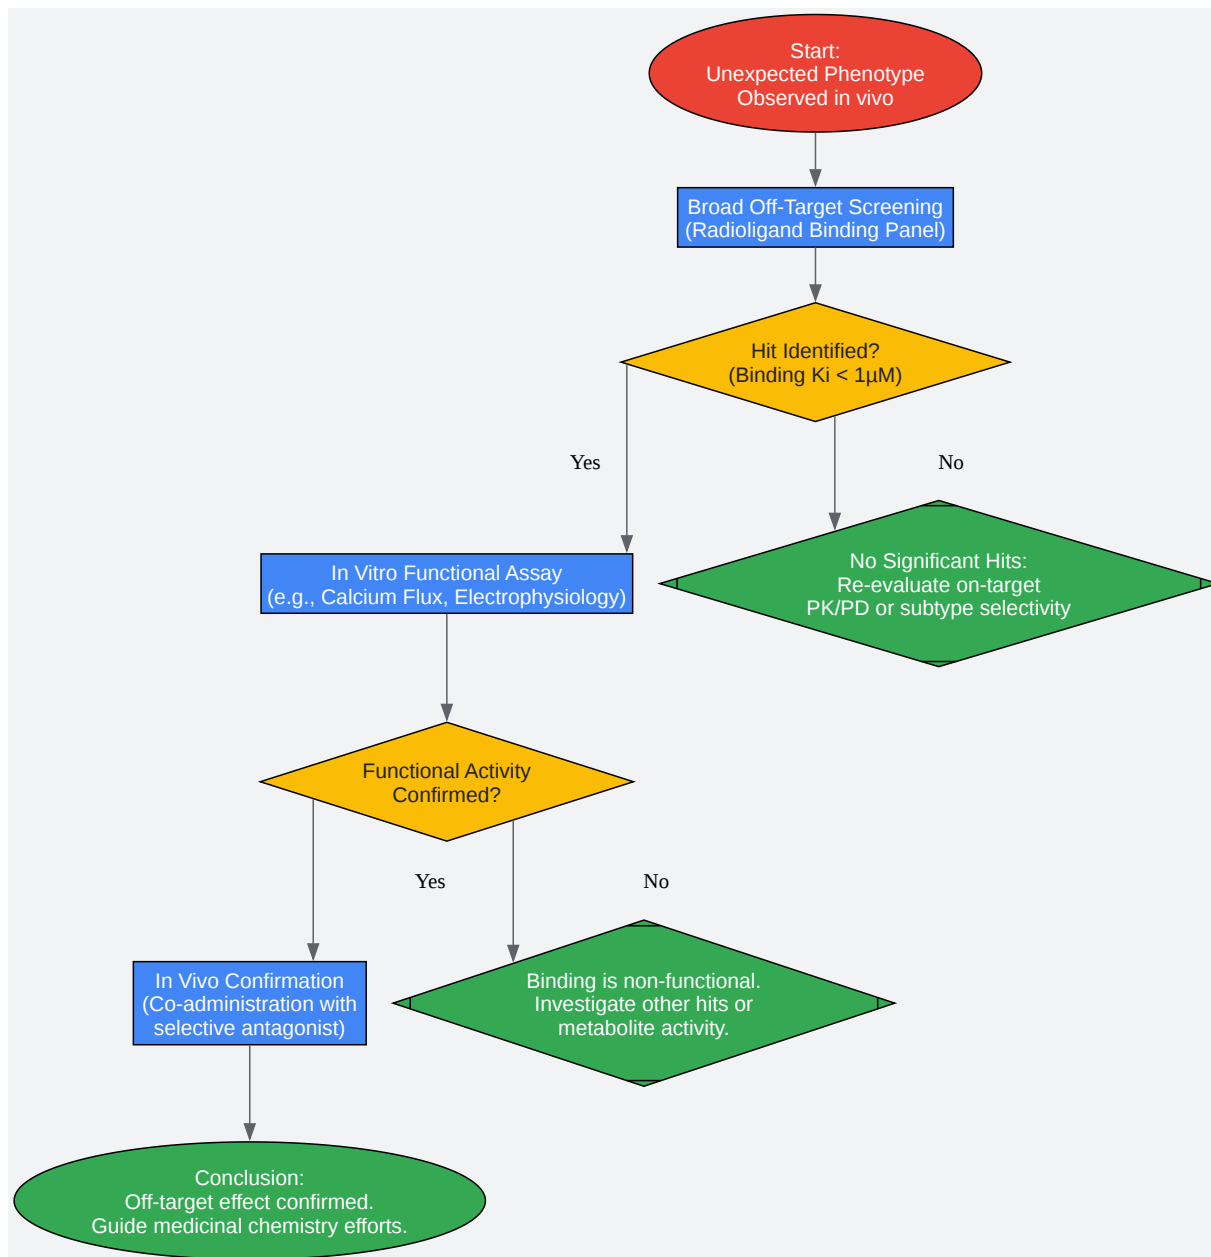 Start:
Unexpected Phenotype
Observed in vivo
Broad Off-Target Screening
(Radioligand Binding Panel)
Hit Identified?
(Binding Ki < 1µM)
Yes
No
In Vitro Functional Assay
(e.g., Calcium Flux, Electrophysiology)
No Significant Hits:
Re-evaluate on-target
PK/PD or subtype selectivity
Functional Activity
Confirmed?
Yes
No
In Vivo Confirmation
(Co-administration with
selective antagonist)
Binding is non-functional.
Investigate other hits or
metabolite activity.
Conclusion:
Off-target effect confirmed.
Guide medicinal chemistry efforts.